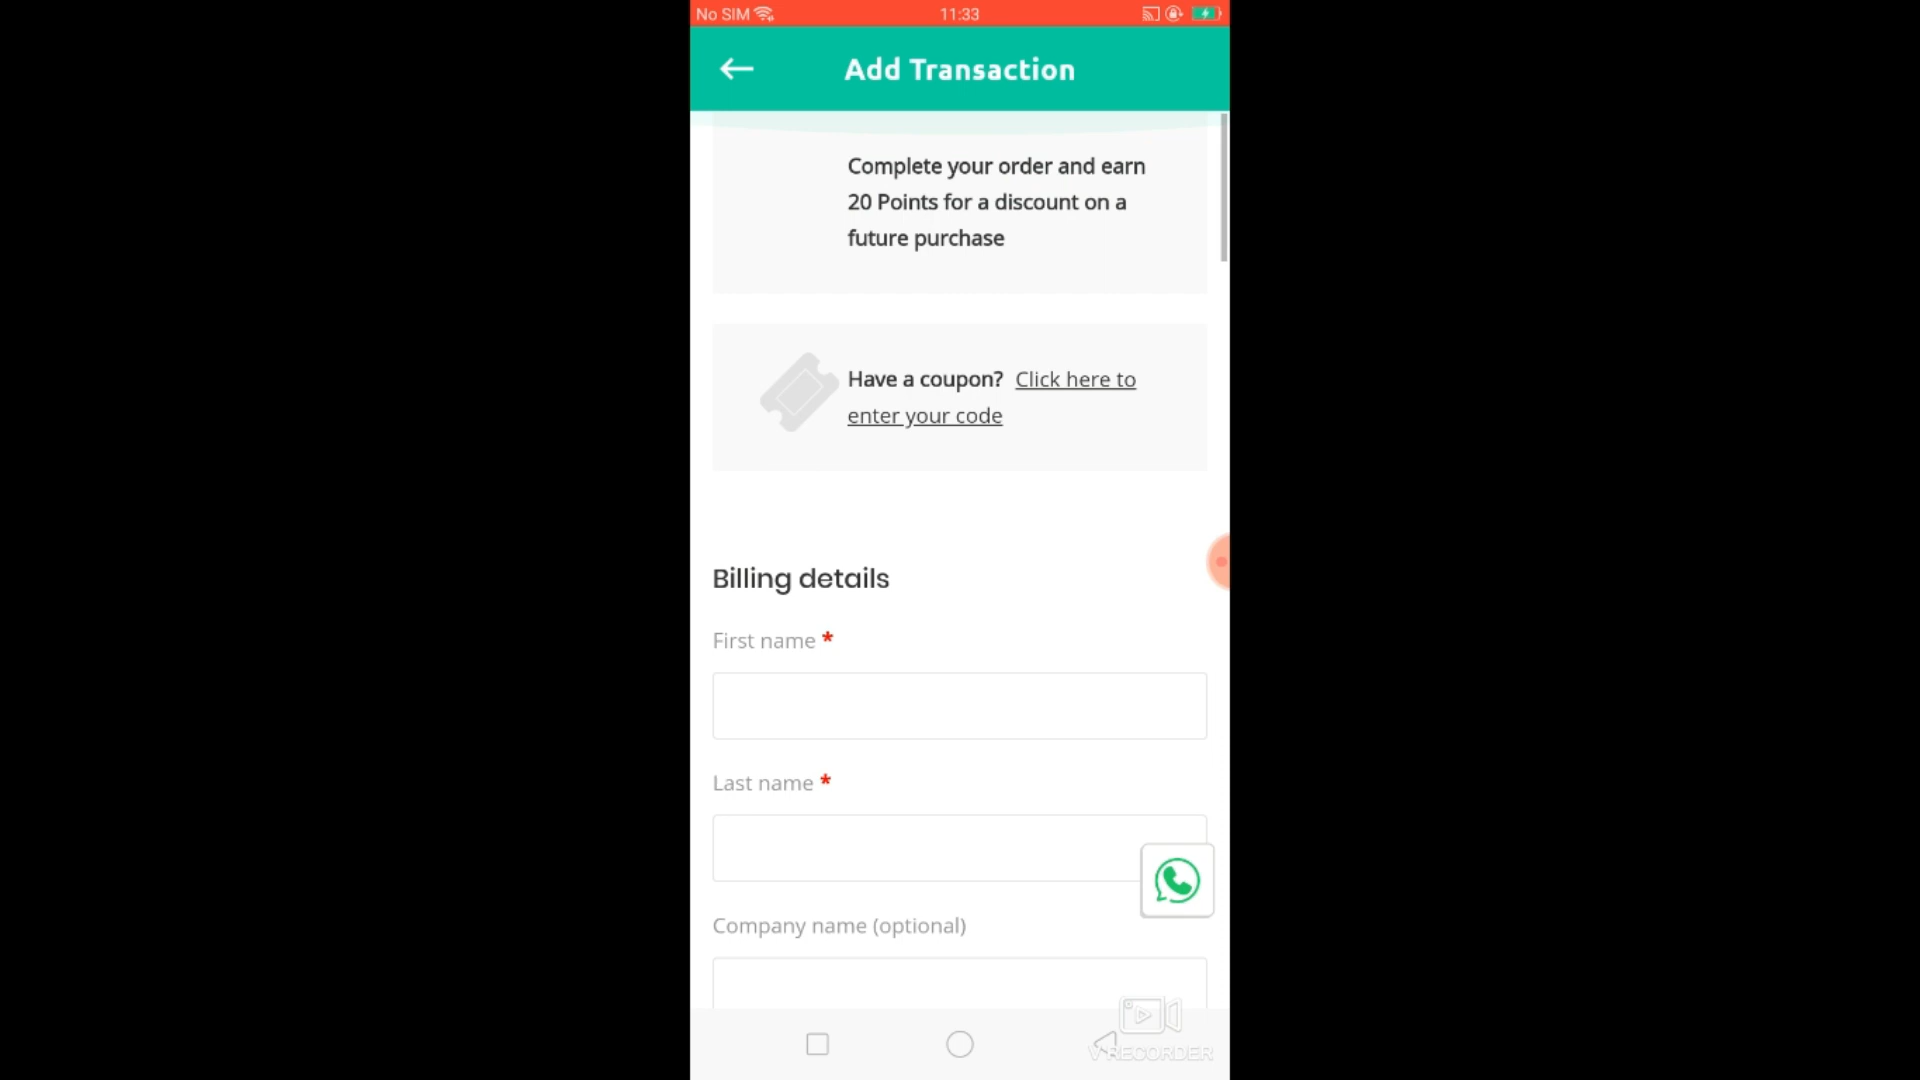 No SIM 11:33
Add Transaction
Complete your order and earn
20 Points for a discount on a
future purchase
Have a coupon? Click here to
enter your code
Billing details
First name *
Last name *
Company name (optional)
V RECORDER